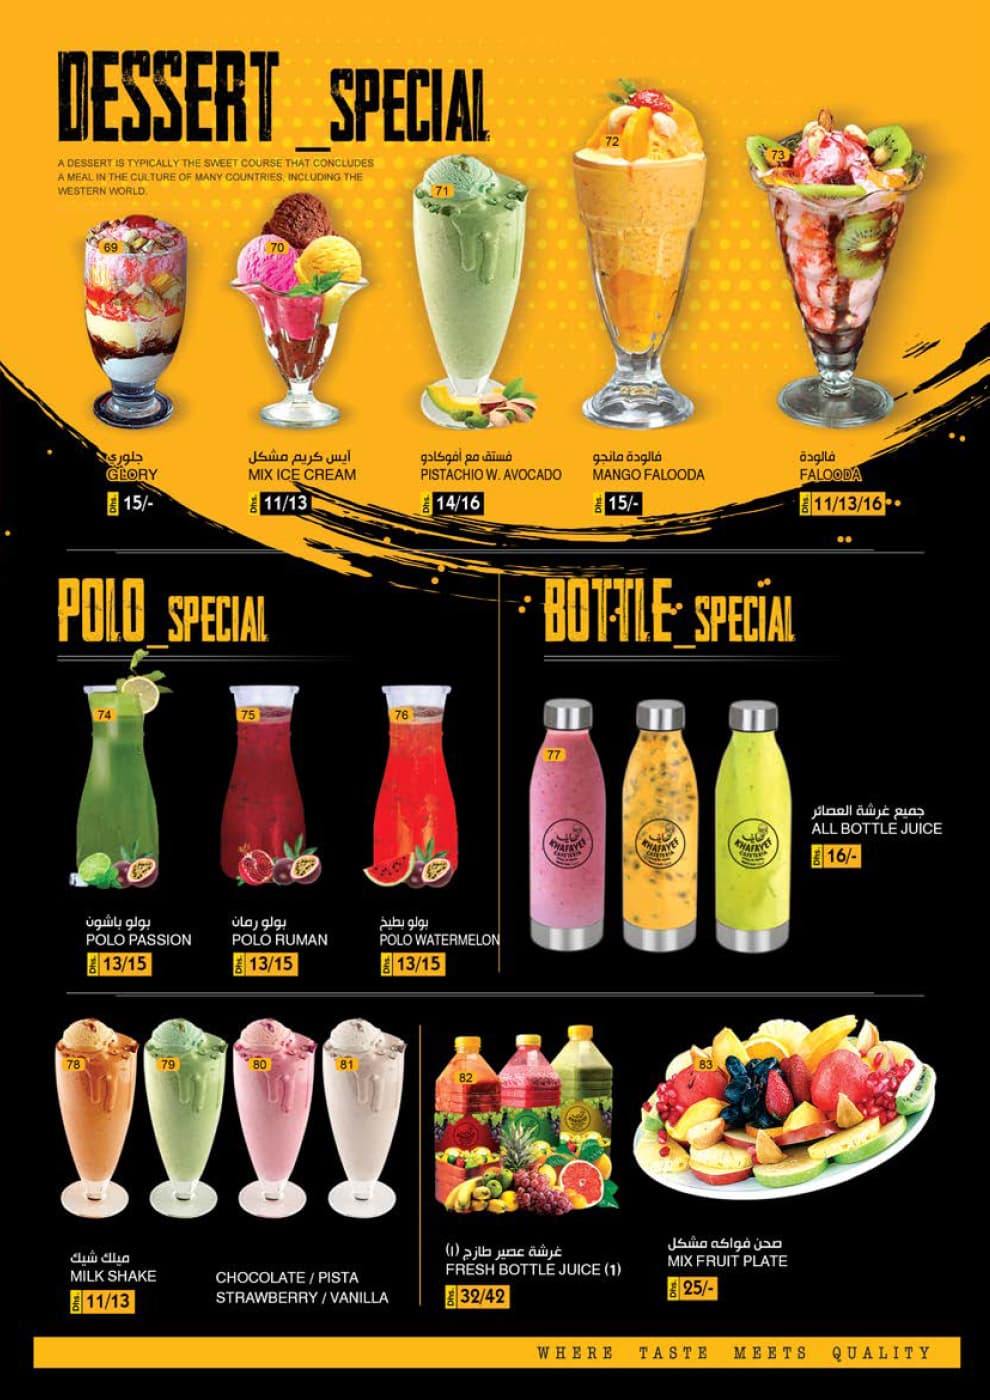 DESSERT_SPECIAL
A DESSERT IS TYPICALLY THE SWEET COURSE THAT CONCLUDES
A MEAL IN THE CULTURE OF MANY COUNTRIES, INCLUDING THE
WESTERN WORLD.
69
70
71
72
73
جلوري
GLORY
Dhs. 15/-
آيس كريم مشكل
MIX ICE CREAM
Dhs. 11/13
فستق مع أفوكادو
PISTACHIO W. AVOCADO
Dhs. 14/16
فالودة مانجو
MANGO FALOODA
Dhs. 15/-
فالودة
FALOODA
Dhs. 11/13/16
POLO_SPECIAL
74
75
76
بولو باشون
POLO PASSION
Dhs. 13/15
بولو رمان
POLO RUMAN
Dhs. 13/15
بولو بطيخ
POLO WATERMELON
Dhs. 13/15
BOTTLE_SPECIAL
77
KHAFAYEF
CAFETERIA
KHAFAYEF
CAFETERIA
KHAFAYEF
CAFETERIA
جميع غرشة العصائر
ALL BOTTLE JUICE
Dhs. 16/-
78
79
80
81
ميلك شيك
MILK SHAKE
Dhs. 11/13
CHOCOLATE / PISTA
STRAWBERRY / VANILLA
82
غرشة عصير طازج (١)
FRESH BOTTLE JUICE (1)
Dhs. 32/42
83
صحن فواكه مشكل
MIX FRUIT PLATE
Dhs. 25/-
WHERE TASTE MEETS QUALITY